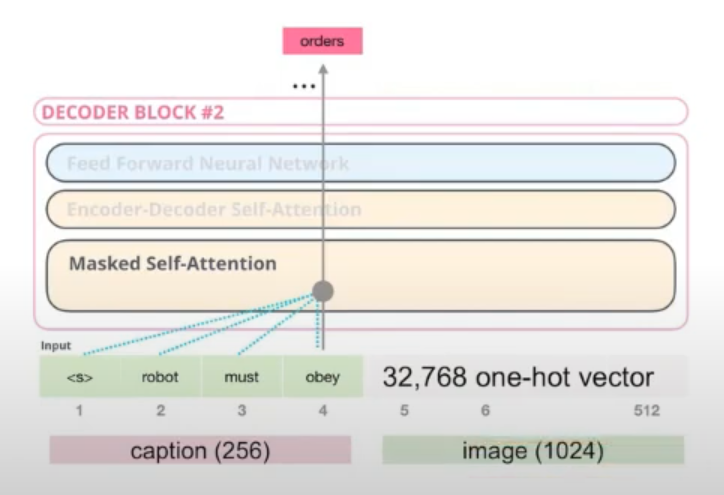 orders
...
DECODER BLOCK #2
Feed Forward Neural Network
Encoder-Decoder Self-Attention
Masked Self-Attention
Input
<s> robot must obey 32,768 one-hot vector
1 2 3 4 5 6 512
caption (256) image (1024)